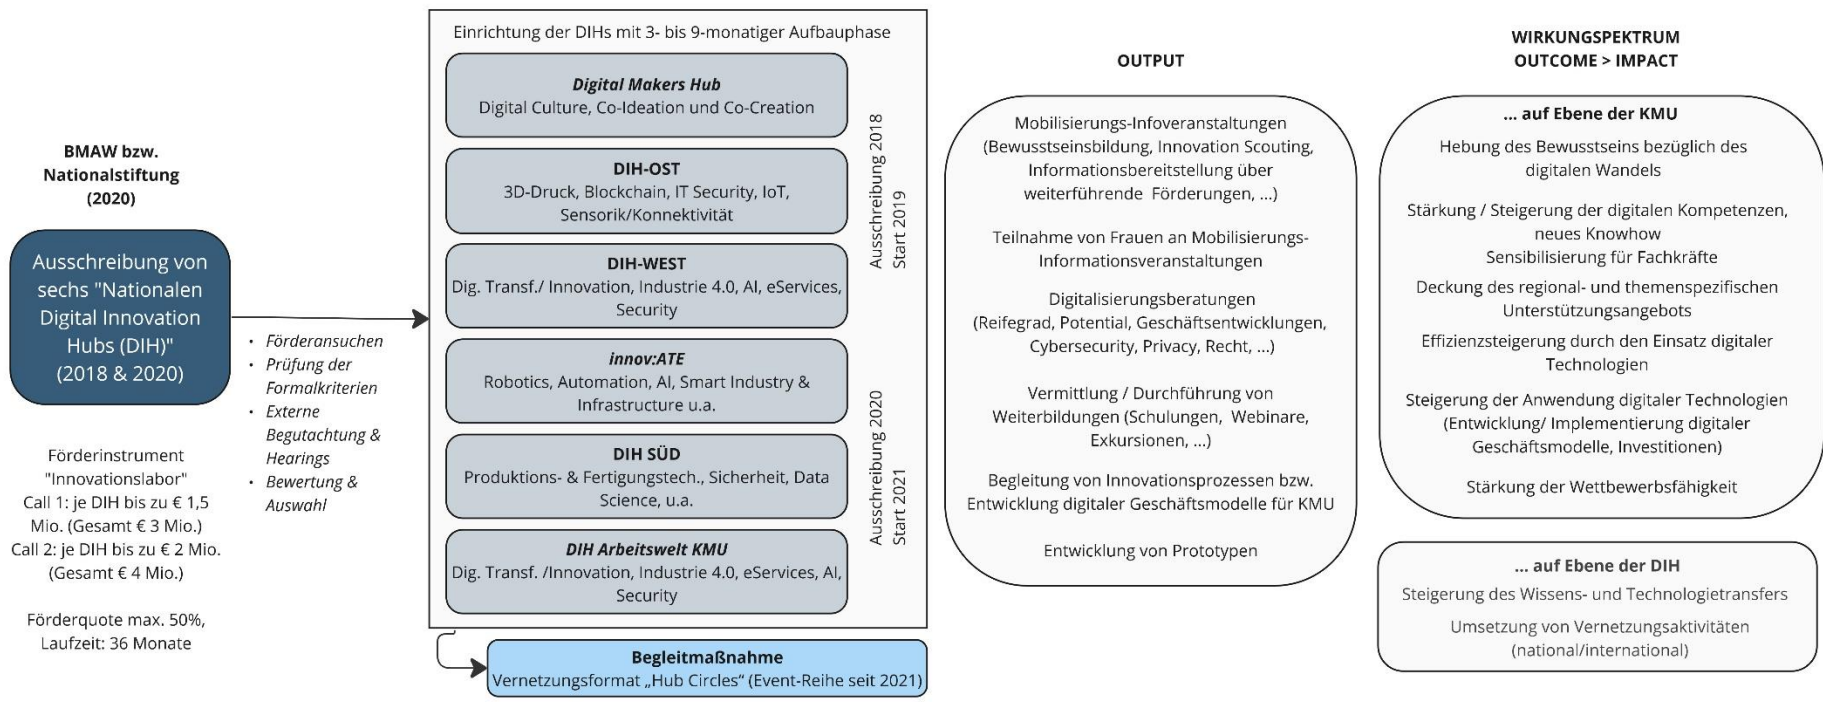 BMAW bzw.
Nationalstiftung
(2020)
Ausschreibung von
sechs "Nationalen
Digital Innovation
Hubs (DIH)"
(2018 & 2020)
Förderinstrument
"Innovationslabor"
Call 1: je DIH bis zu € 1,5
Mio. (Gesamt € 3 Mio.)
Call 2: je DIH bis zu € 2 Mio.
(Gesamt € 4 Mio.)
Förderquote max. 50%,
Laufzeit: 36 Monate
• Förderansuchen
• Prüfung der
Formalkriterien
• Externe
Begutachtung &
Hearings
• Bewertung &
Auswahl
Einrichtung der DIHs mit 3- bis 9-monatiger Aufbauphase
Digital Makers Hub
Digital Culture, Co-Ideation und Co-Creation
DIH-OST
3D-Druck, Blockchain, IT Security, IoT,
Sensorik/Konnektivität
DIH-WEST
Dig. Transf./ Innovation, Industrie 4.0, AI, eServices,
Security
Ausschreibung 2018
Start 2019
innov:ATE
Robotics, Automation, AI, Smart Industry &
Infrastructure u.a.
DIH SÜD
Produktions- & Fertigungstech., Sicherheit, Data
Science, u.a.
DIH Arbeitswelt KMU
Dig. Transf. /Innovation, Industrie 4.0, eServices, AI,
Security
Ausschreibung 2020
Start 2021
Begleitmaßnahme
Vernetzungsformat „Hub Circles“ (Event-Reihe seit 2021)
OUTPUT
Mobilisierungs-Infoveranstaltungen
(Bewusstseinsbildung, Innovation Scouting,
Informationsbereitstellung über
weiterführende Förderungen, ...)
Teilnahme von Frauen an Mobilisierungs-
Informationsveranstaltungen
Digitalisierungsberatungen
(Reifegrad, Potential, Geschäftsentwicklungen,
Cybersecurity, Privacy, Recht, ...)
Vermittlung / Durchführung von
Weiterbildungen (Schulungen, Webinare,
Exkursionen, ...)
Begleitung von Innovationsprozessen bzw.
Entwicklung digitaler Geschäftsmodelle für KMU
Entwicklung von Prototypen
WIRKUNGSPEKTRUM
OUTCOME > IMPACT
... auf Ebene der KMU
Hebung des Bewusstseins bezüglich des
digitalen Wandels
Stärkung / Steigerung der digitalen Kompetenzen,
neues Knowhow
Sensibilisierung für Fachkräfte
Deckung des regional- und themenspezifischen
Unterstützungsangebots
Effizienzsteigerung durch den Einsatz digitaler
Technologien
Steigerung der Anwendung digitaler Technologien
(Entwicklung/ Implementierung digitaler
Geschäftsmodelle, Investitionen)
Stärkung der Wettbewerbsfähigkeit
... auf Ebene der DIH
Steigerung des Wissens- und Technologietransfers
Umsetzung von Vernetzungsaktivitäten
(national/international)